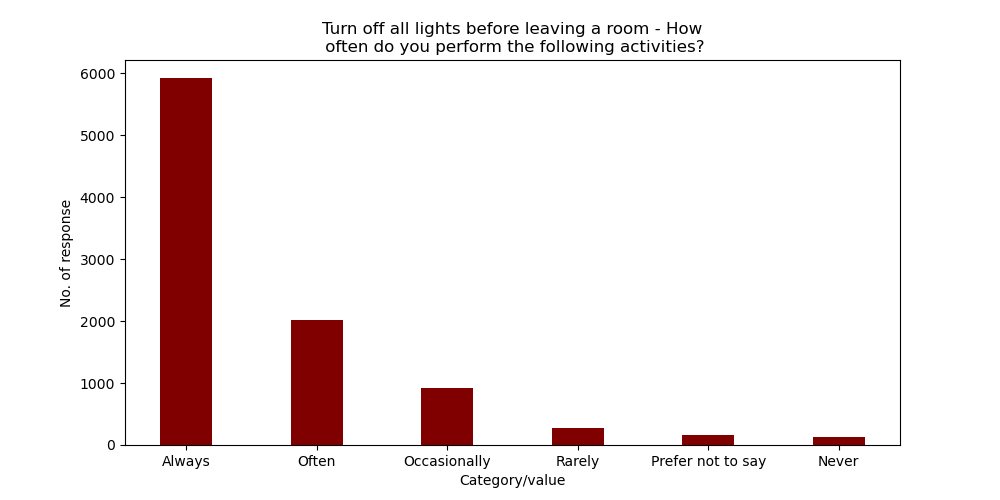 Turn off all lights before leaving a room - How
often do you perform the following activities?
6000
5000
4000
3000
2000
1000
0
No. of response
Always Often Occasionally Rarely Prefer not to say Never
Category/value